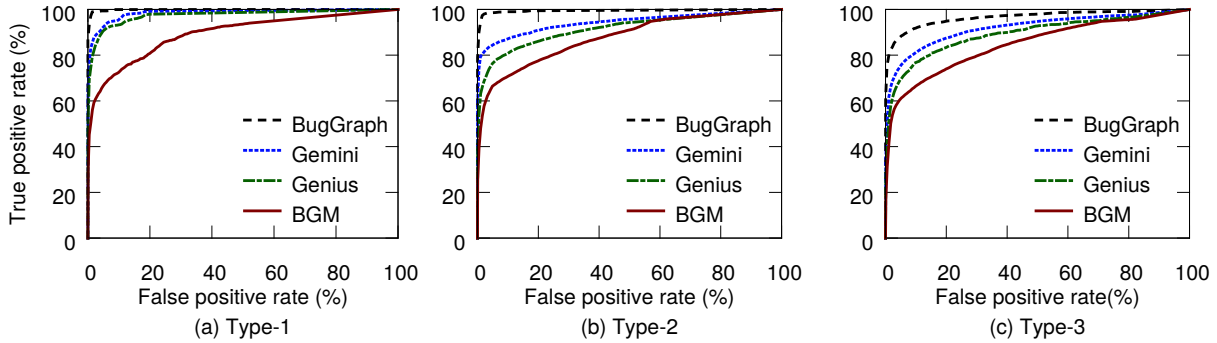 True positive rate (%)
100
80
60
40
20
0
BugGraph
Gemini
Genius
BGM
0 20 40 60 80 100
False positive rate (%)
(a) Type-1
100
80
60
40
20
0
BugGraph
Gemini
Genius
BGM
0 20 40 60 80 100
False positive rate (%)
(b) Type-2
100
80
60
40
20
0
BugGraph
Gemini
Genius
BGM
0 20 40 60 80 100
False positive rate(%)
(c) Type-3